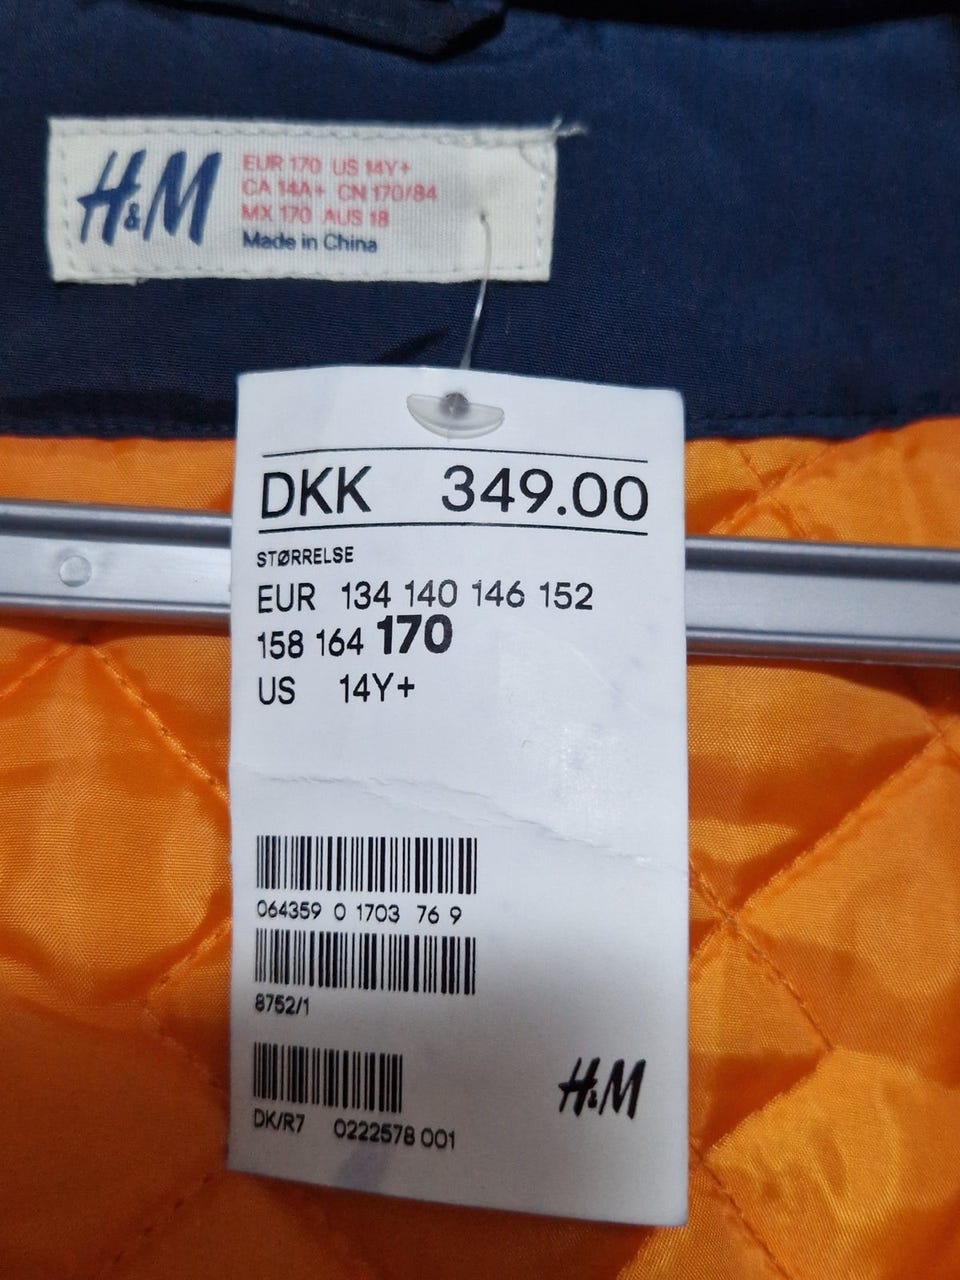 H&M
EUR 170 US 14Y+
CA 14A+ CN 170/84
MX 170 AUS 18
Made in China
DKK 349.00
STØRRELSE
EUR 134 140 146 152
158 164 170
US 14Y+
064359 0 1703 76 9
8752/1
H&M
DK/R7 0222578 001